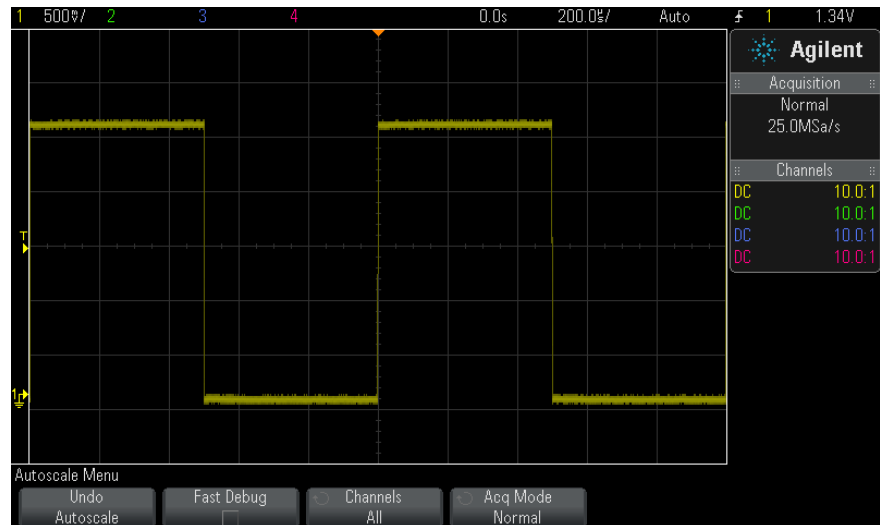 1 500mV/ 2 3 4 0.0s 200.0us/ Auto 1 1.34V
Agilent
Acquisition
Normal
25.0MSa/s
Channels
DC 10.0:1
DC 10.0:1
DC 10.0:1
DC 10.0:1
T
1
Autoscale Menu
Undo Autoscale
Fast Debug
Channels
All
Acq Mode
Normal